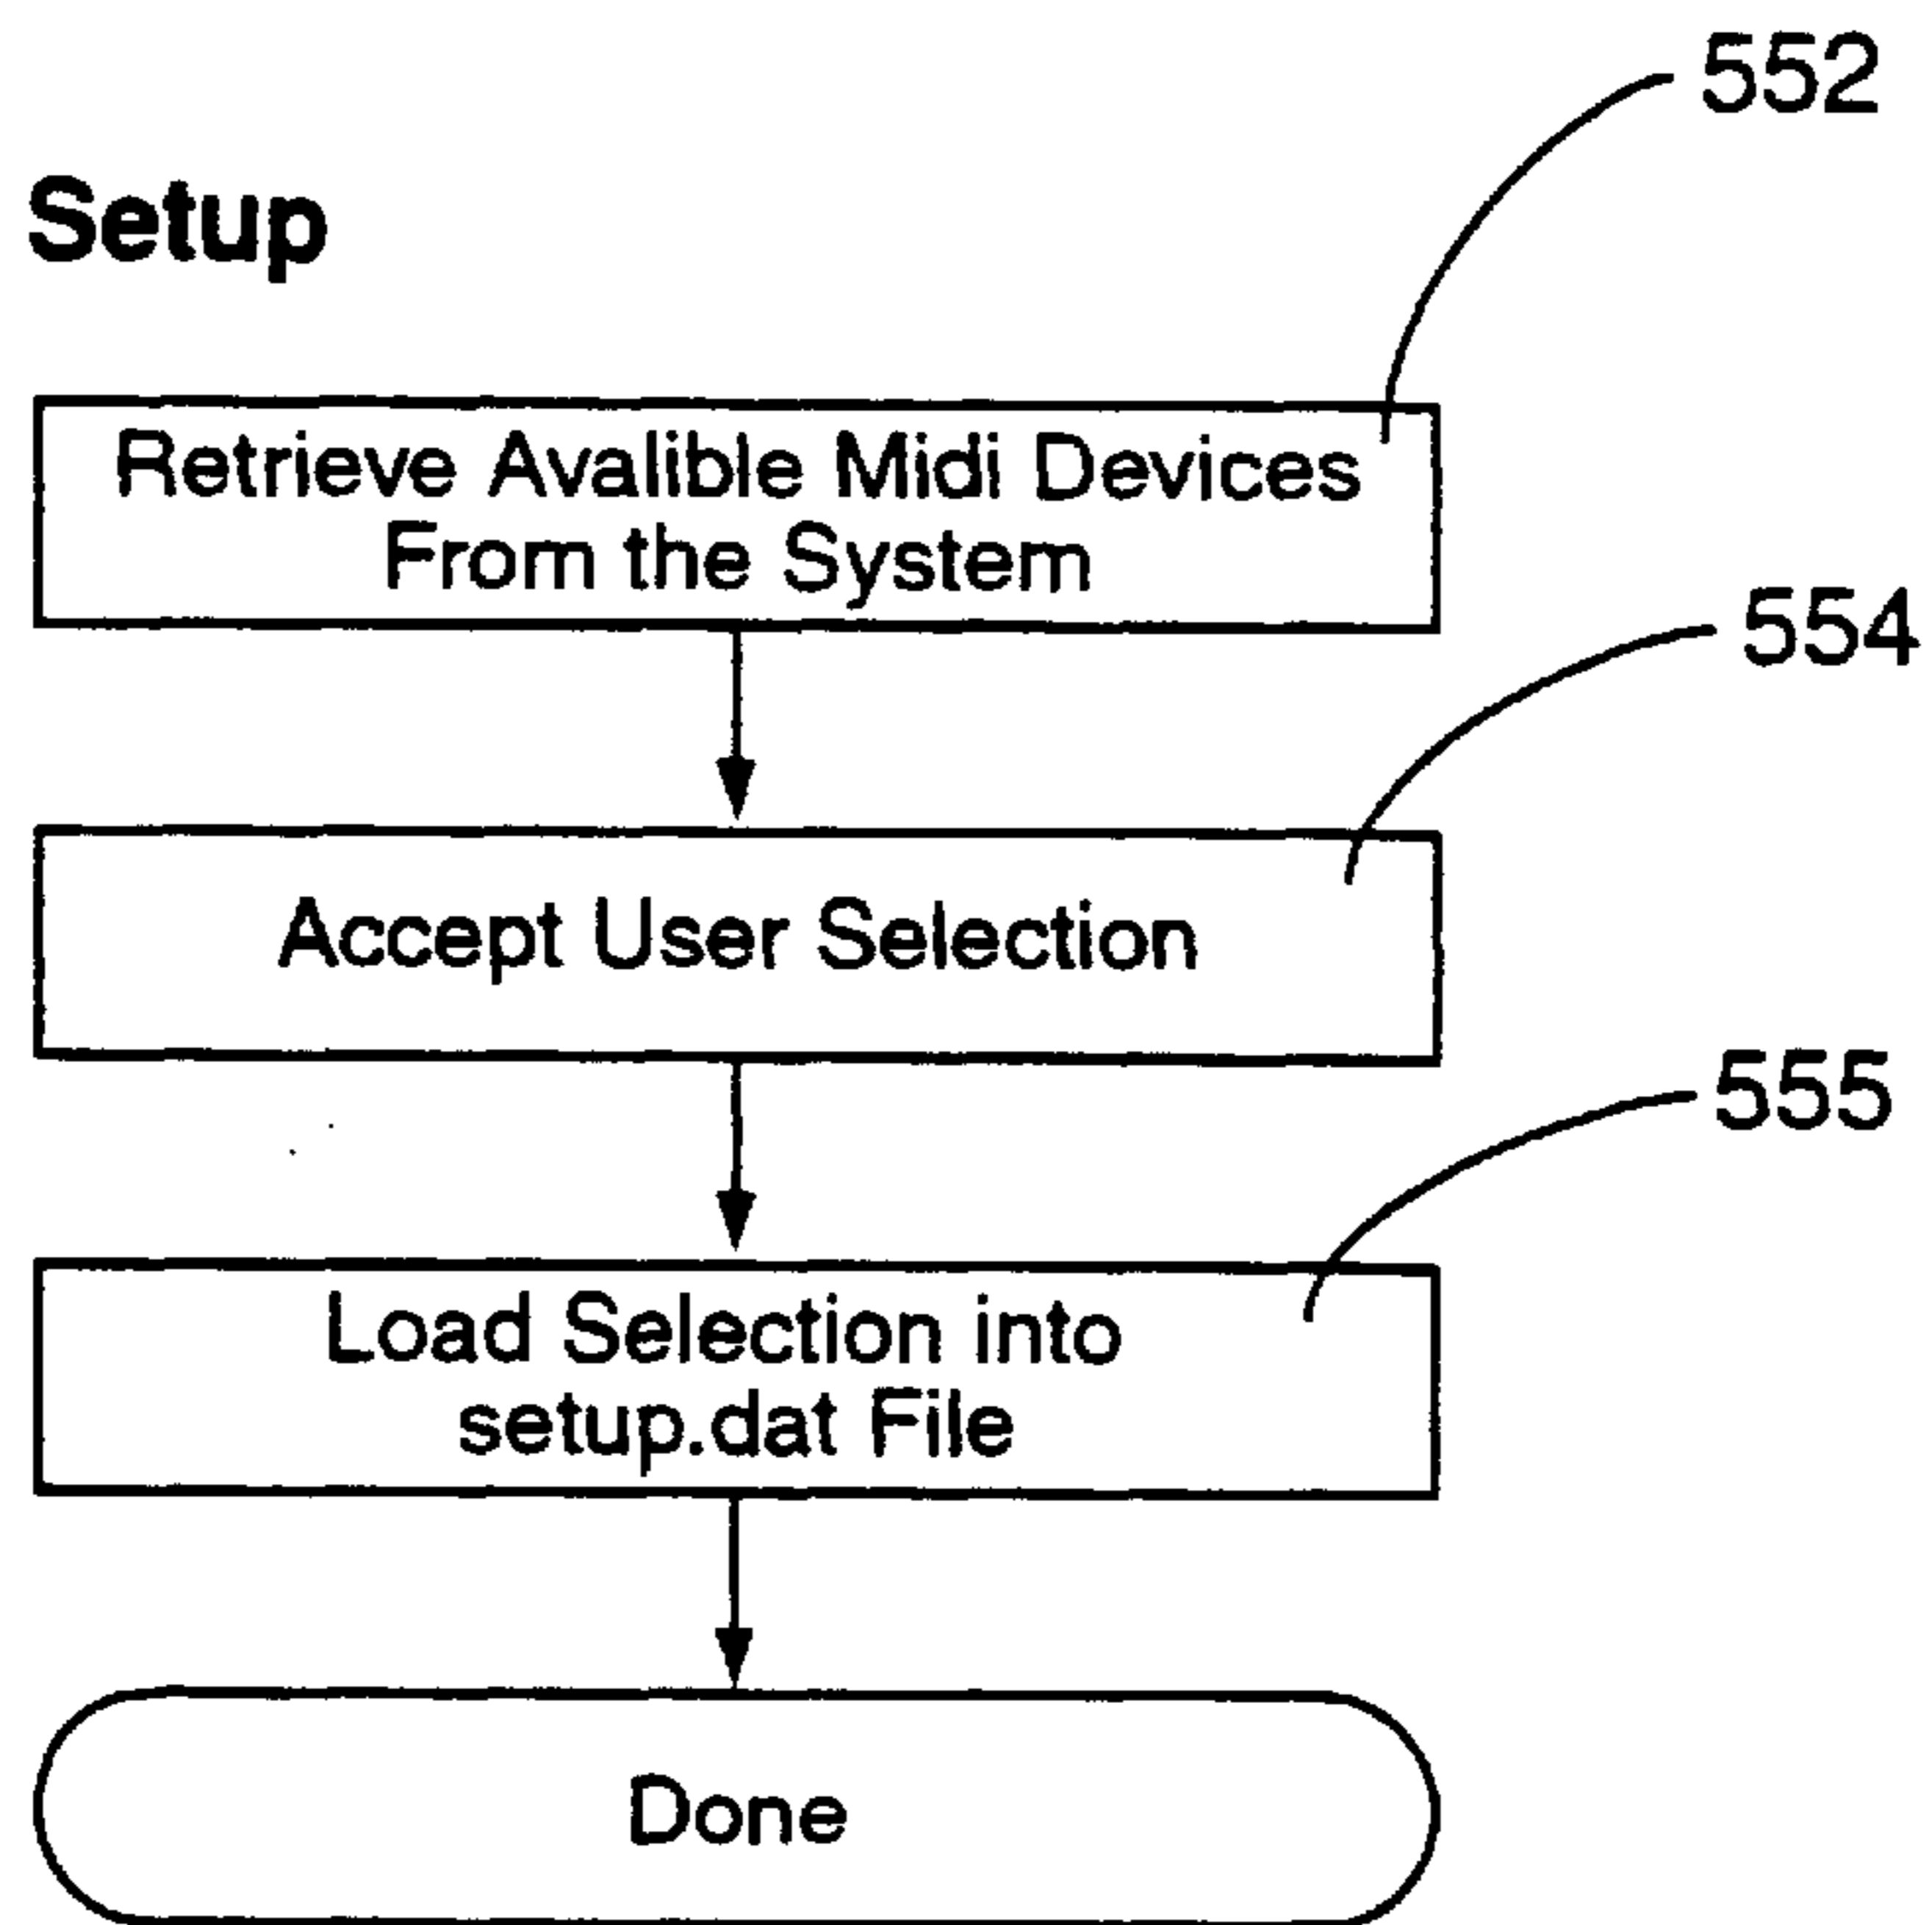 552
Setup
Retrieve Avalible Midi Devices
From the System
554
Accept User Selection
555
Load Selection into
setup.dat File
Done